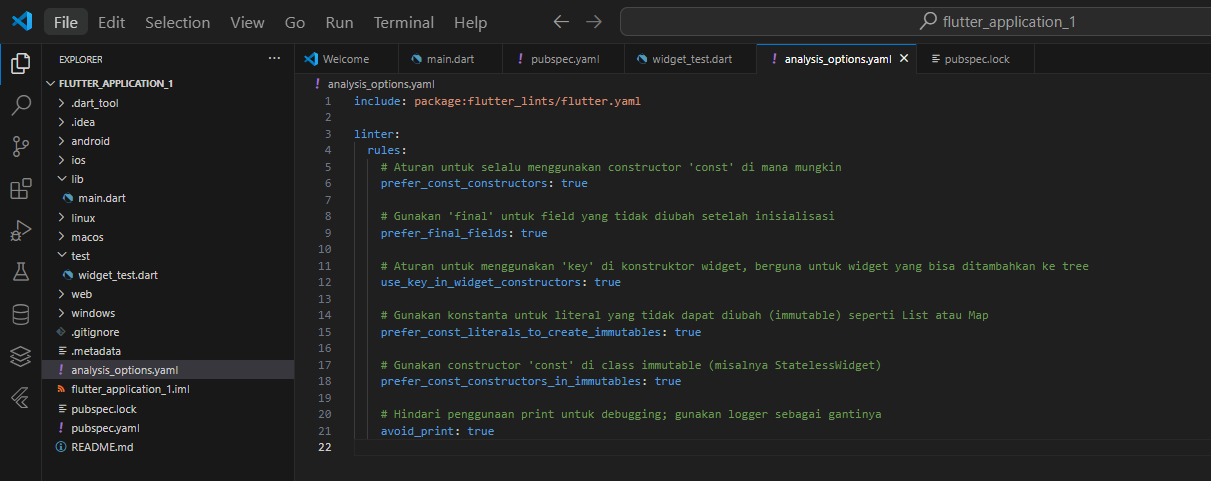 File Edit Selection View Go Run Terminal Help
flutter_application_1
EXPLORER
FLUTTER_APPLICATION_1
.dart_tool
.idea
android
ios
lib
main.dart
linux
macos
test
widget_test.dart
web
windows
.gitignore
.metadata
analysis_options.yaml
flutter_application_1.iml
pubspec.lock
pubspec.yaml
README.md
Welcome main.dart ! pubspec.yaml widget_test.dart ! analysis_options.yaml pubspec.lock
! analysis_options.yaml
1 include: package:flutter_lints/flutter.yaml
2
3 linter:
4 rules:
5 # Aturan untuk selalu menggunakan constructor 'const' di mana mungkin
6 prefer_const_constructors: true
7
8 # Gunakan 'final' untuk field yang tidak diubah setelah inisialisasi
9 prefer_final_fields: true
10
11 # Aturan untuk menggunakan 'key' di konstruktor widget, berguna untuk widget yang bisa ditambahkan ke tree
12 use_key_in_widget_constructors: true
13
14 # Gunakan konstanta untuk literal yang tidak dapat diubah (immutable) seperti List atau Map
15 prefer_const_literals_to_create_immutables: true
16
17 # Gunakan constructor 'const' di class immutable (misalnya StatelessWidget)
18 prefer_const_constructors_in_immutables: true
19
20 # Hindari penggunaan print untuk debugging; gunakan logger sebagai gantinya
21 avoid_print: true
22